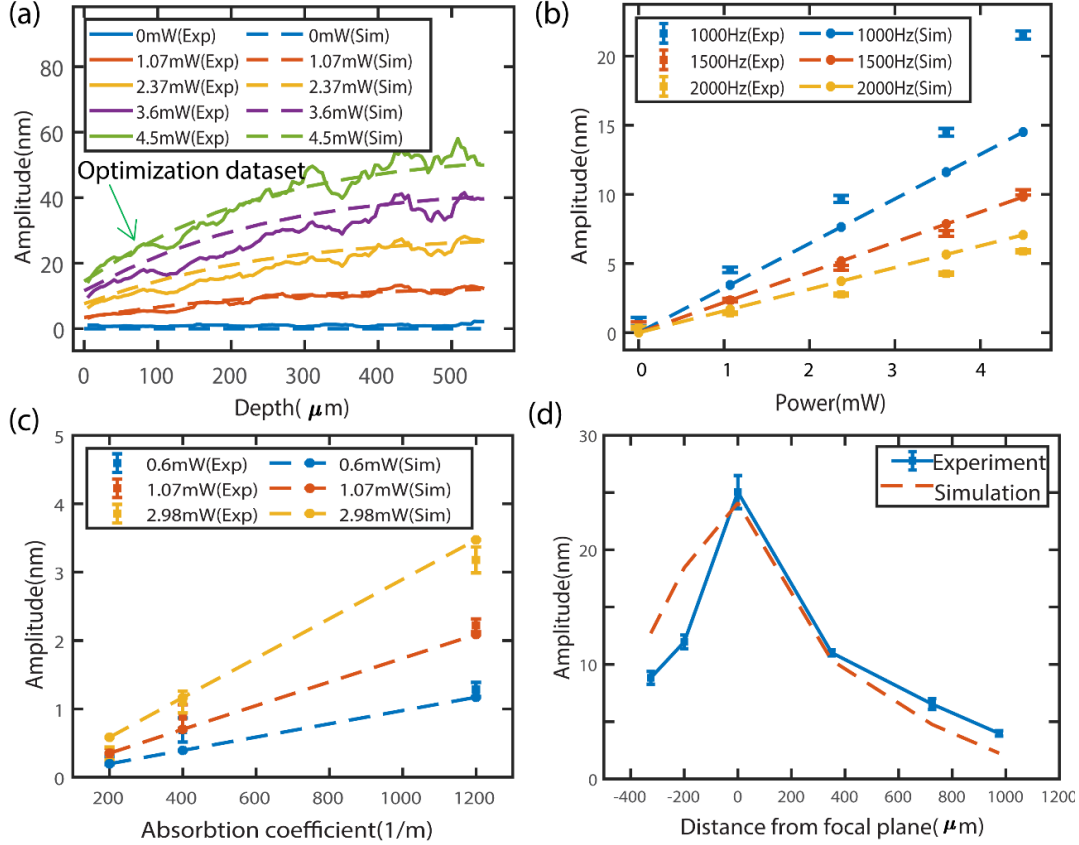 (a)
0mW(Exp) 0mW(Sim)
1.07mW(Exp) 1.07mW(Sim)
2.37mW(Exp) 2.37mW(Sim)
3.6mW(Exp) 3.6mW(Sim)
4.5mW(Exp) 4.5mW(Sim)
Optimization dataset
Amplitude(nm)
80
60
40
20
0
0 100 200 300 400 500
Depth( μm)
(b)
1000Hz(Exp) 1000Hz(Sim)
1500Hz(Exp) 1500Hz(Sim)
2000Hz(Exp) 2000Hz(Sim)
Amplitude(nm)
20
15
10
5
0
0 1 2 3 4
Power(mW)
(c)
0.6mW(Exp) 0.6mW(Sim)
1.07mW(Exp) 1.07mW(Sim)
2.98mW(Exp) 2.98mW(Sim)
Amplitude(nm)
5
4
3
2
1
0
200 400 600 800 1000 1200
Absorbtion coefficient(1/m)
(d)
Experiment
Simulation
Amplitude(nm)
30
20
10
0
-400 -200 0 200 400 600 800 1000 1200
Distance from focal plane( μm)